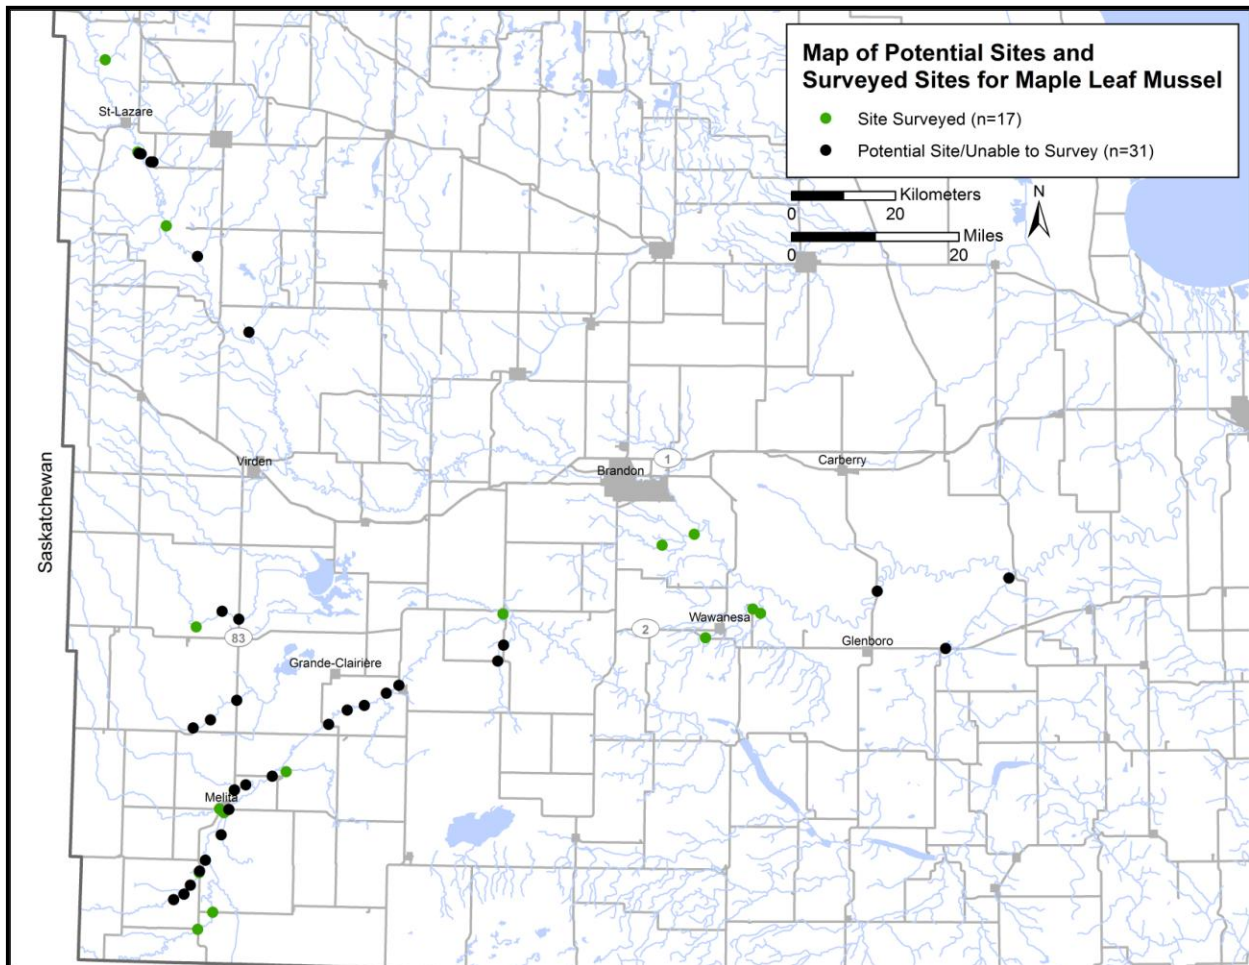 Map of Potential Sites and
Surveyed Sites for Maple Leaf Mussel
Site Surveyed (n=17)
Potential Site/Unable to Survey (n=31)
Kilometers
0 20
Miles
0 20
N
St-Lazare
Saskatchewan
Virden
Brandon
1
Carberry
83
2
Wawanesa
Glenboro
Grande-Clairière
Melita